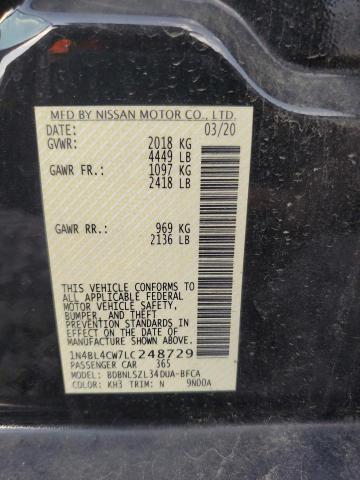 MFD BY NISSAN MOTOR CO., LTD.
DATE: 03/20
GVWR: 2018 KG
4449 LB
GAWR FR.: 1097 KG
2418 LB
GAWR RR.: 969 KG
2136 LB
THIS VEHICLE CONFORMS TO
ALL APPLICABLE FEDERAL
MOTOR VEHICLE SAFETY,
BUMPER, AND THEFT
PREVENTION STANDARDS IN
EFFECT ON THE DATE OF
MANUFACTURE SHOWN ABOVE.
1N4BL4CW7LC248729
PASSENGER CAR 365
MODEL: BDBNLSZL34DUA-BFCA
COLOR: KH3 TRIM: N 9N00A